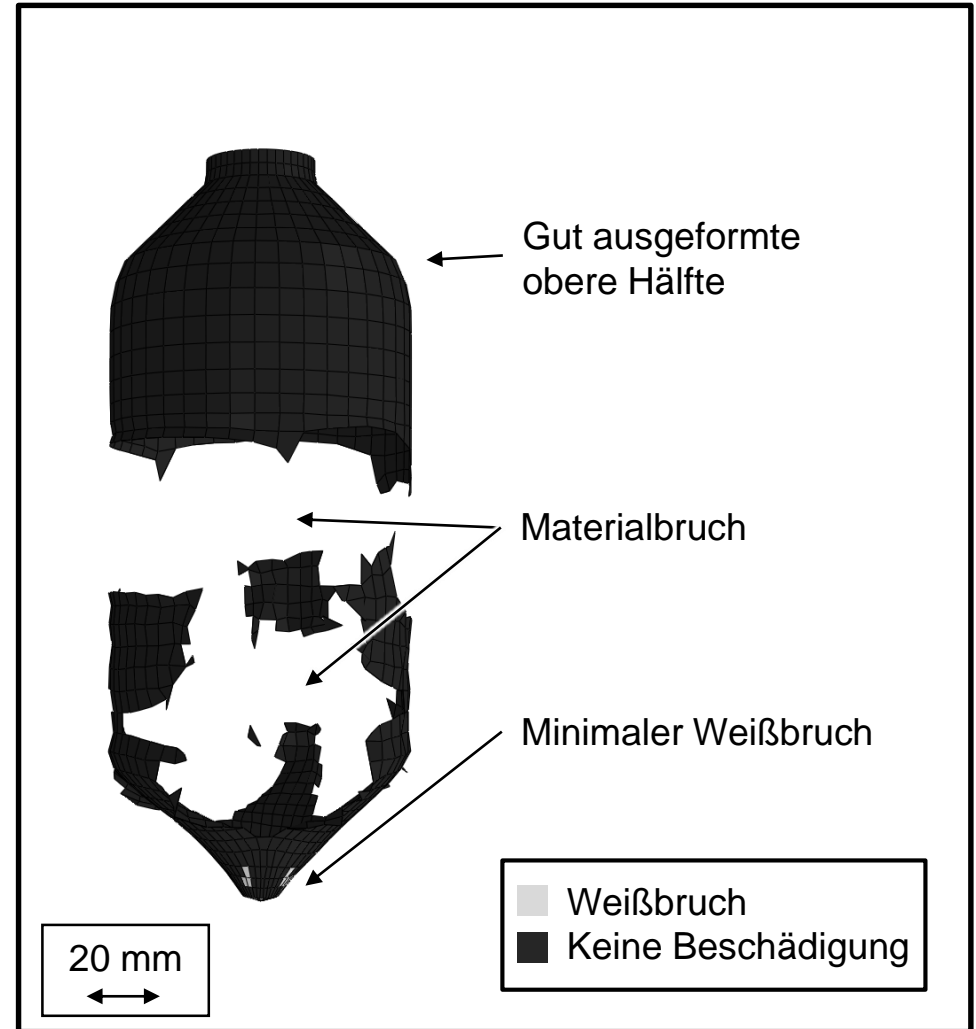 Gut ausgeformte
obere Hälfte
Materialbruch
Minimaler Weißbruch
Weißbruch
Keine Beschädigung
20 mm